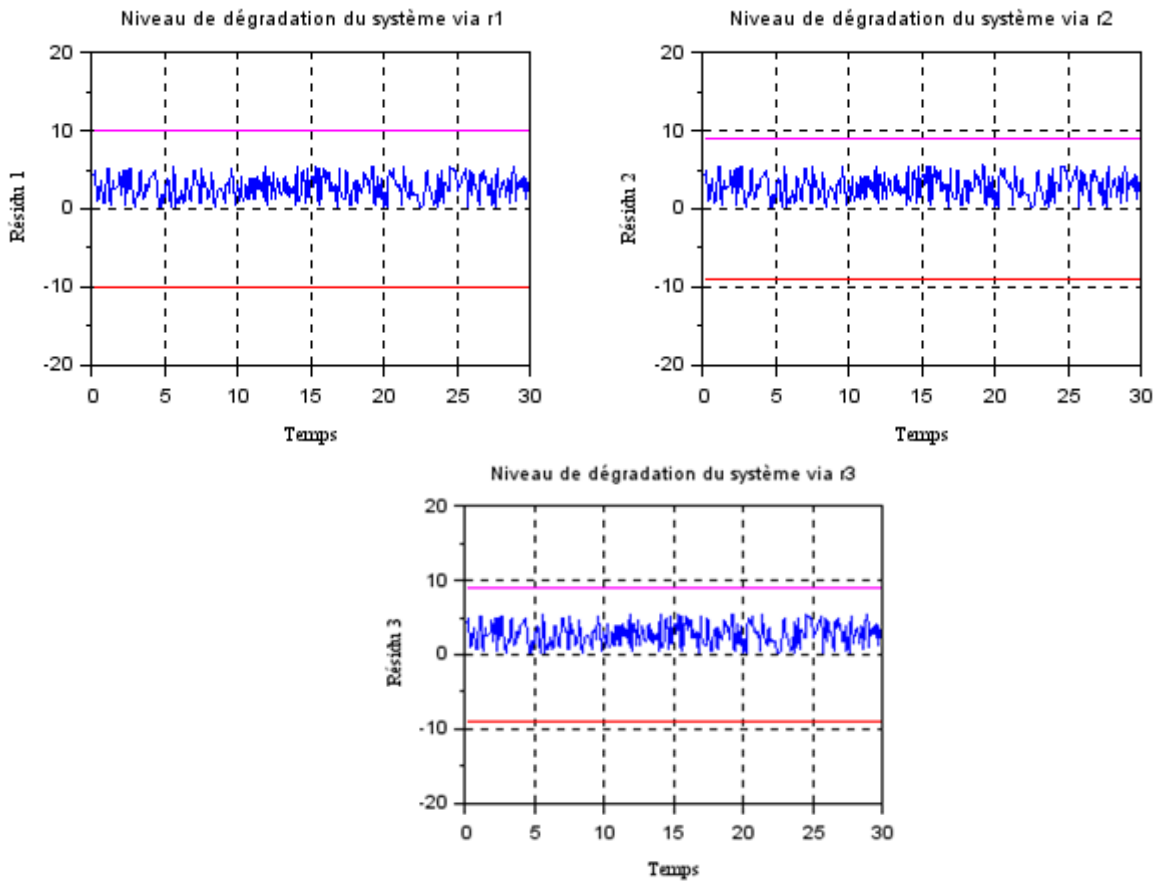 Niveau de dégradation du système via r1
20
10
0
-10
-20
Résidu 1
0 5 10 15 20 25 30
Temps
Niveau de dégradation du système via r2
20
10
0
-10
-20
Résidu 2
0 5 10 15 20 25 30
Temps
Niveau de dégradation du système via r3
20
10
0
-10
-20
Résidu 3
0 5 10 15 20 25 30
Temps